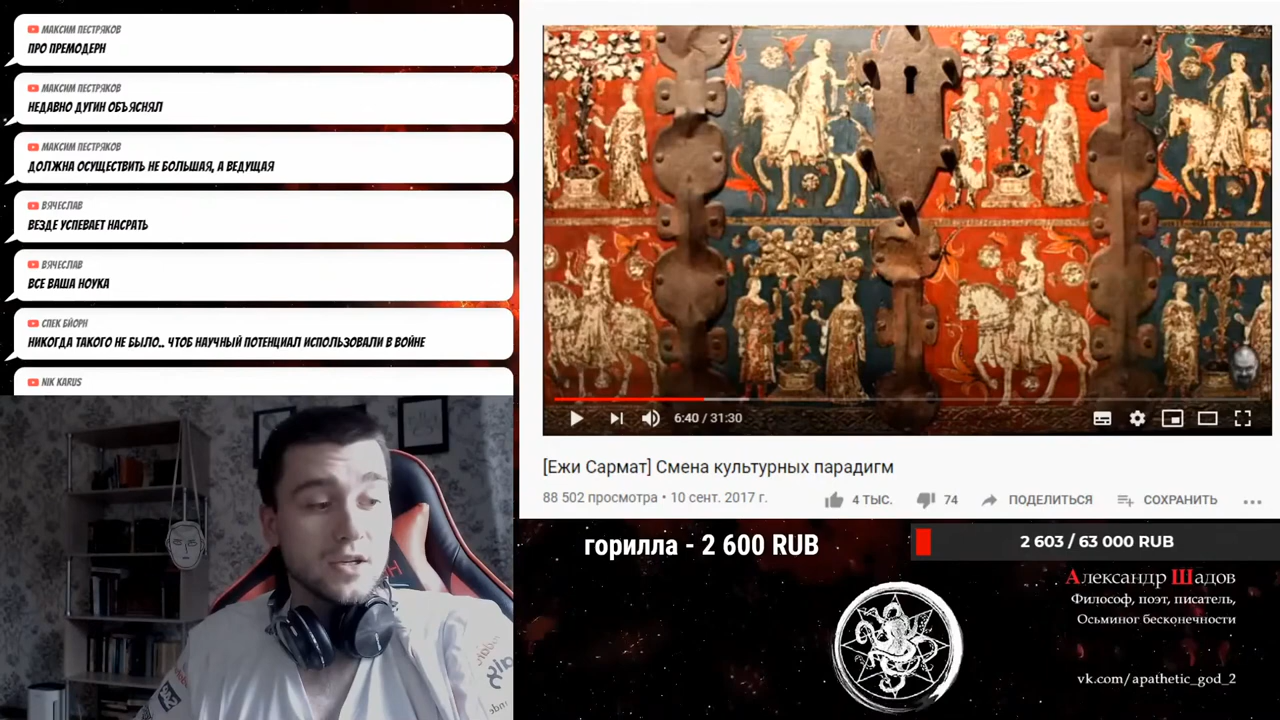 МАКСИМ ПЕСТРЯКОВ
ПРО ПРЕМОДЕРН
МАКСИМ ПЕСТРЯКОВ
НЕДАВНО ДУГИН ОБЪЯСНЯЛ
МАКСИМ ПЕСТРЯКОВ
ДОЛЖНА ОСУЩЕСТВИТЬ НЕ БОЛЬШАЯ, А ВЕДУЩАЯ
ВЯЧЕСЛАВ
ВЕЗДЕ УСПЕВАЕТ НАСРАТЬ
ВЯЧЕСЛАВ
ВСЕ ВАША НОУКА
СПЕК БЙОРН
НИКОГДА ТАКОГО НЕ БЫЛО.. ЧТОБ НАУЧНЫЙ ПОТЕНЦИАЛ ИСПОЛЬЗОВАЛИ В ВОЙНЕ
NIK KARUS
6:40 / 31:30
[Ежи Сармат] Смена культурных парадигм
88 502 просмотра • 10 сент. 2017 г.
4 ТЫС.
74
ПОДЕЛИТЬСЯ
СОХРАНИТЬ
горилла - 2 600 RUB
2 603 / 63 000 RUB
Александр Шадов
Философ, поэт, писатель,
Осьминог бесконечности
vk.com/apathetic_god_2